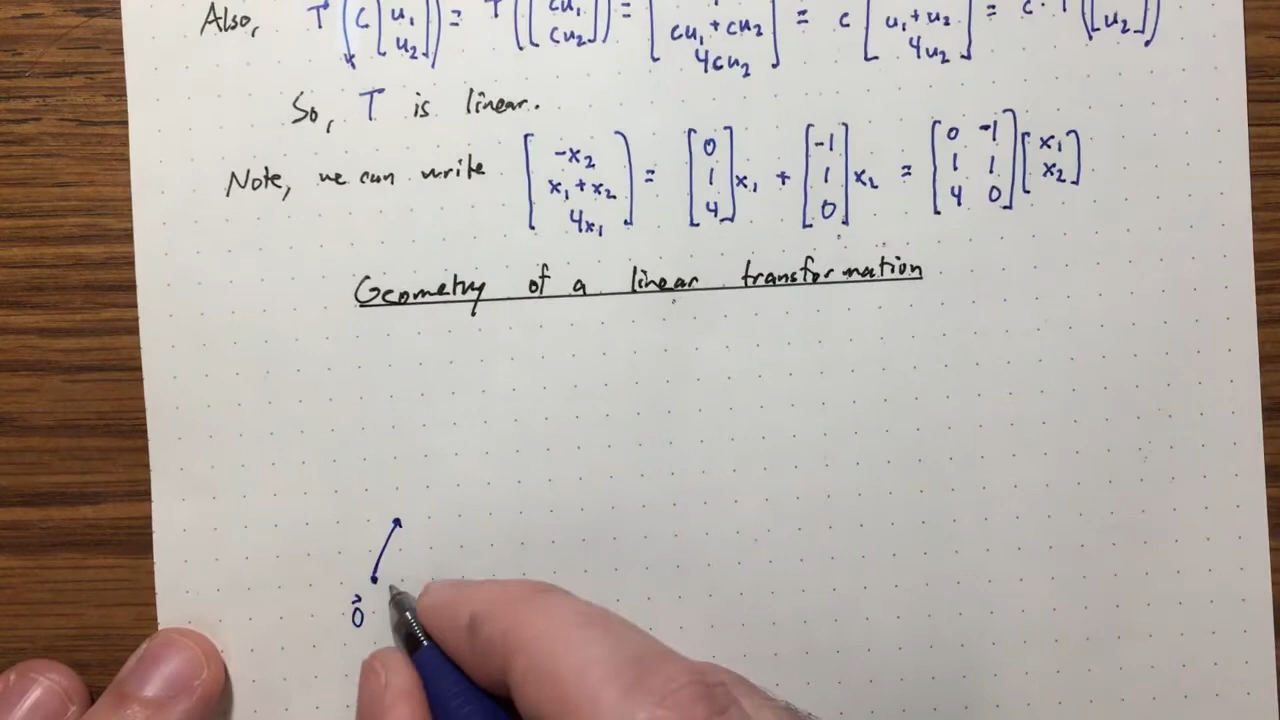 Also, T(c[u₁ u₂]) = T([cu₁ cu₂]) = [cu₁+cu₂ 4cu₂] = c[u₁+u₂ 4u₂] = c·T([u₂])
So, T is linear.
Note, we can write [-x₂ x₁+x₂ 4x₁] = [0 1 4]x₁ + [-1 1 0]x₂ = [0 -1 1 1 4 0][x₁ x₂]
Geometry of a linear transformation
0⃗